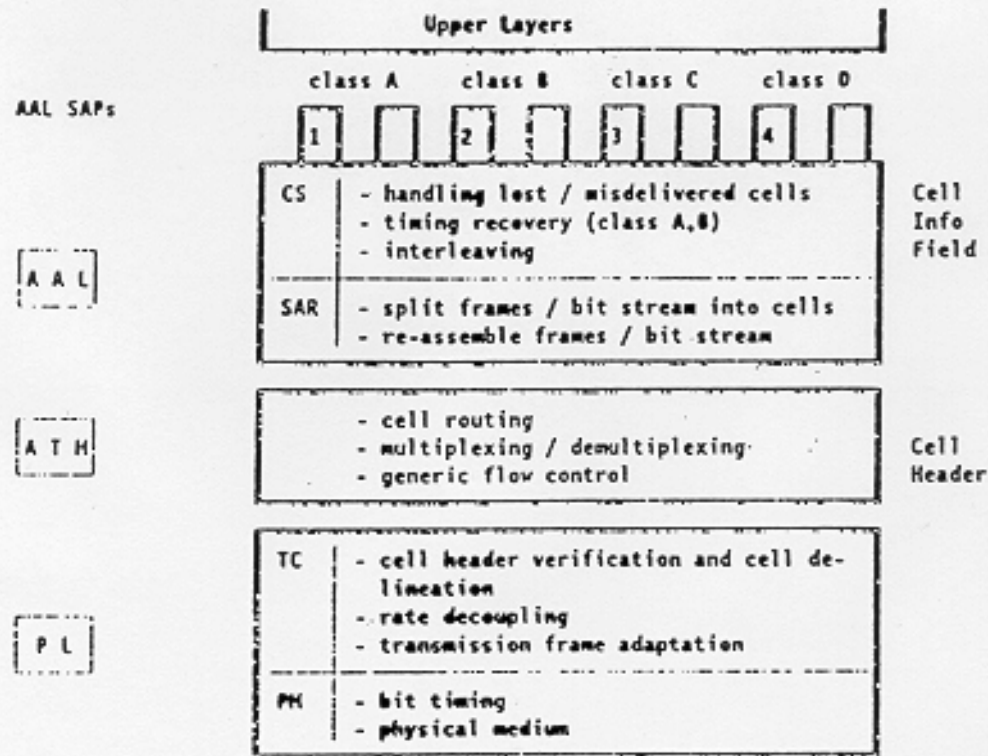 Upper Layers
class A class B class C class D
AAL SAPs
1 2 3 4
CS - handling lost / misdelivered cells
- timing recovery (class A,B)
- interleaving
Cell
Info
Field
A A L
SAR - split frames / bit stream into cells
- re-assemble frames / bit stream
A T M
- cell routing
- multiplexing / demultiplexing
- generic flow control
Cell
Header
P L
TC - cell header verification and cell de-
limeation
- rate decoupling
- transmission frame adaptation
PM - bit timing
- physical medium